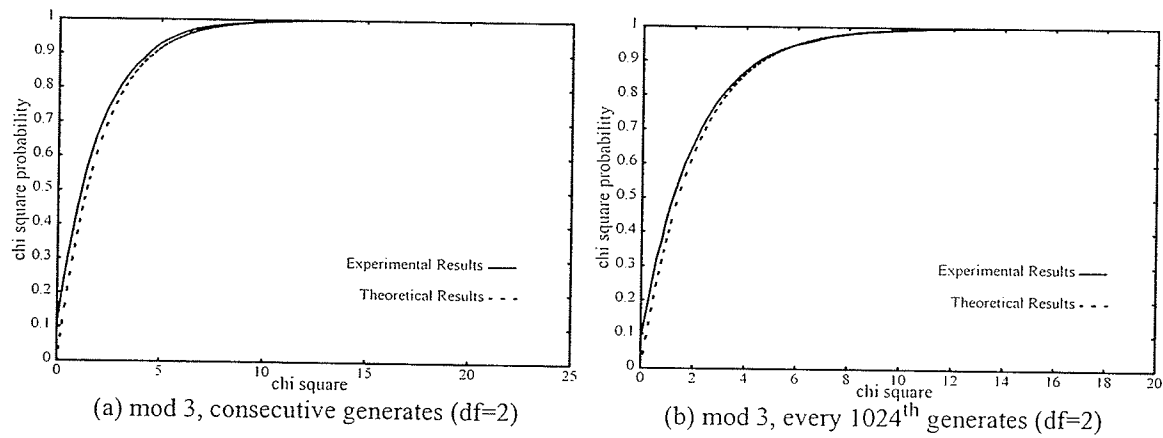 1
0.9
0.8
0.7
0.6
0.5
0.4
0.3
0.2
0.1
0
chi square probability
Experimental Results
Theoretical Results
0 5 10 15 20 25
chi square
(a) mod 3, consecutive generates (df=2)
1
0.9
0.8
0.7
0.6
0.5
0.4
0.3
0.2
0.1
0
chi square probability
Experimental Results
Theoretical Results
0 2 4 6 8 10 12 14 16 18 20
chi square
(b) mod 3, every 1024th generates (df=2)